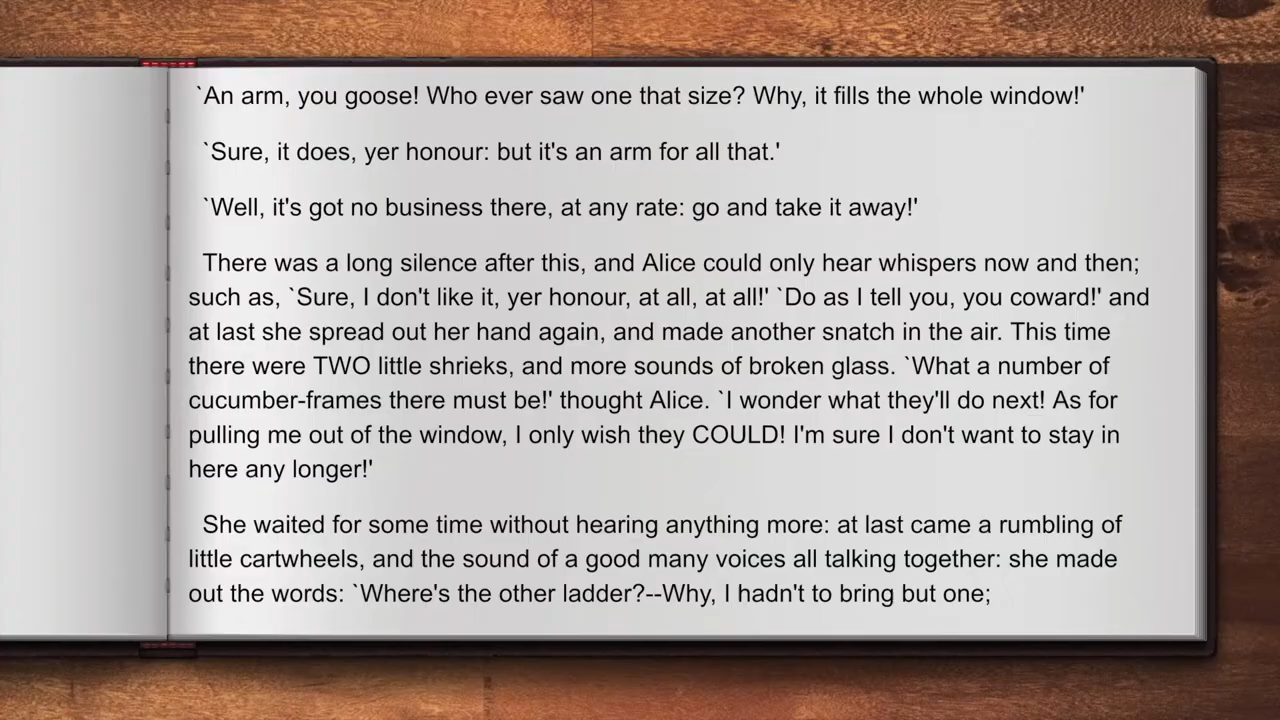 `An arm, you goose! Who ever saw one that size? Why, it fills the whole window!'
`Sure, it does, yer honour: but it's an arm for all that.'
`Well, it's got no business there, at any rate: go and take it away!'
There was a long silence after this, and Alice could only hear whispers now and then;
such as, `Sure, I don't like it, yer honour, at all, at all!' `Do as I tell you, you coward!' and
at last she spread out her hand again, and made another snatch in the air. This time
there were TWO little shrieks, and more sounds of broken glass. `What a number of
cucumber-frames there must be!' thought Alice. `I wonder what they'll do next! As for
pulling me out of the window, I only wish they COULD! I'm sure I don't want to stay in
here any longer!'
She waited for some time without hearing anything more: at last came a rumbling of
little cartwheels, and the sound of a good many voices all talking together: she made
out the words: `Where's the other ladder?--Why, I hadn't to bring but one;